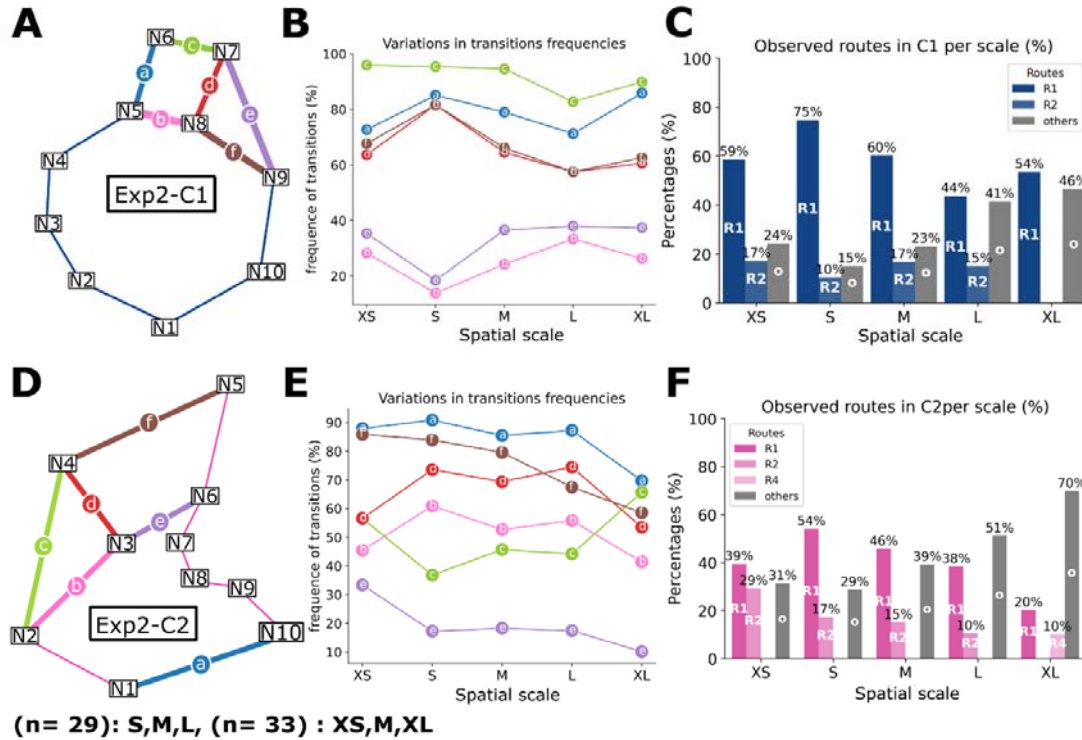 A
N6
c
N7
a
d
N5
b
N8
e
N4
f
N9
Exp2-C1
N3
N2
N10
N1
B
Variations in transitions frequencies
frequence of transitions (%)
100
80
60
40
20
c c c c c
a a a a a
f f
d d d
e e e e e
b b b b b
XS S M L XL
Spatial scale
C
Observed routes in C1 per scale (%)
Percentages (%)
100
80
60
40
20
0
Routes
R1
R2
others
59% 17% 24%
75% 10% 15%
60% 17% 23%
44% 15% 41%
54% 46%
R1 R2 o
R1 R2 o
R1 R2 o
R1 R2 o
R1 o
XS S M L XL
Spatial scale
D
N5
f
N4
d
N6
e
c
N3
N7
b
N8
N9
N2
Exp2-C2
N10
a
N1
E
Variations in transitions frequencies
frequence of transitions (%)
90
80
70
60
50
40
30
20
10
a a a a a
f f f f f
d d d d d
b b b b b
c c c c
e e e e e
XS S M L XL
Spatial scale
F
Observed routes in C2per scale (%)
Percentages (%)
100
80
60
40
20
0
Routes
R1
R2
R4
others
39% 29% 31%
54% 17% 29%
46% 15% 39%
38% 10% 51%
20% 10% 70%
R1 R2 o
R1 R2 o
R1 R2 o
R1 R2 o
R1 R4 o
XS S M L XL
Spatial scale
(n= 29): S,M,L, (n= 33) : XS,M,XL